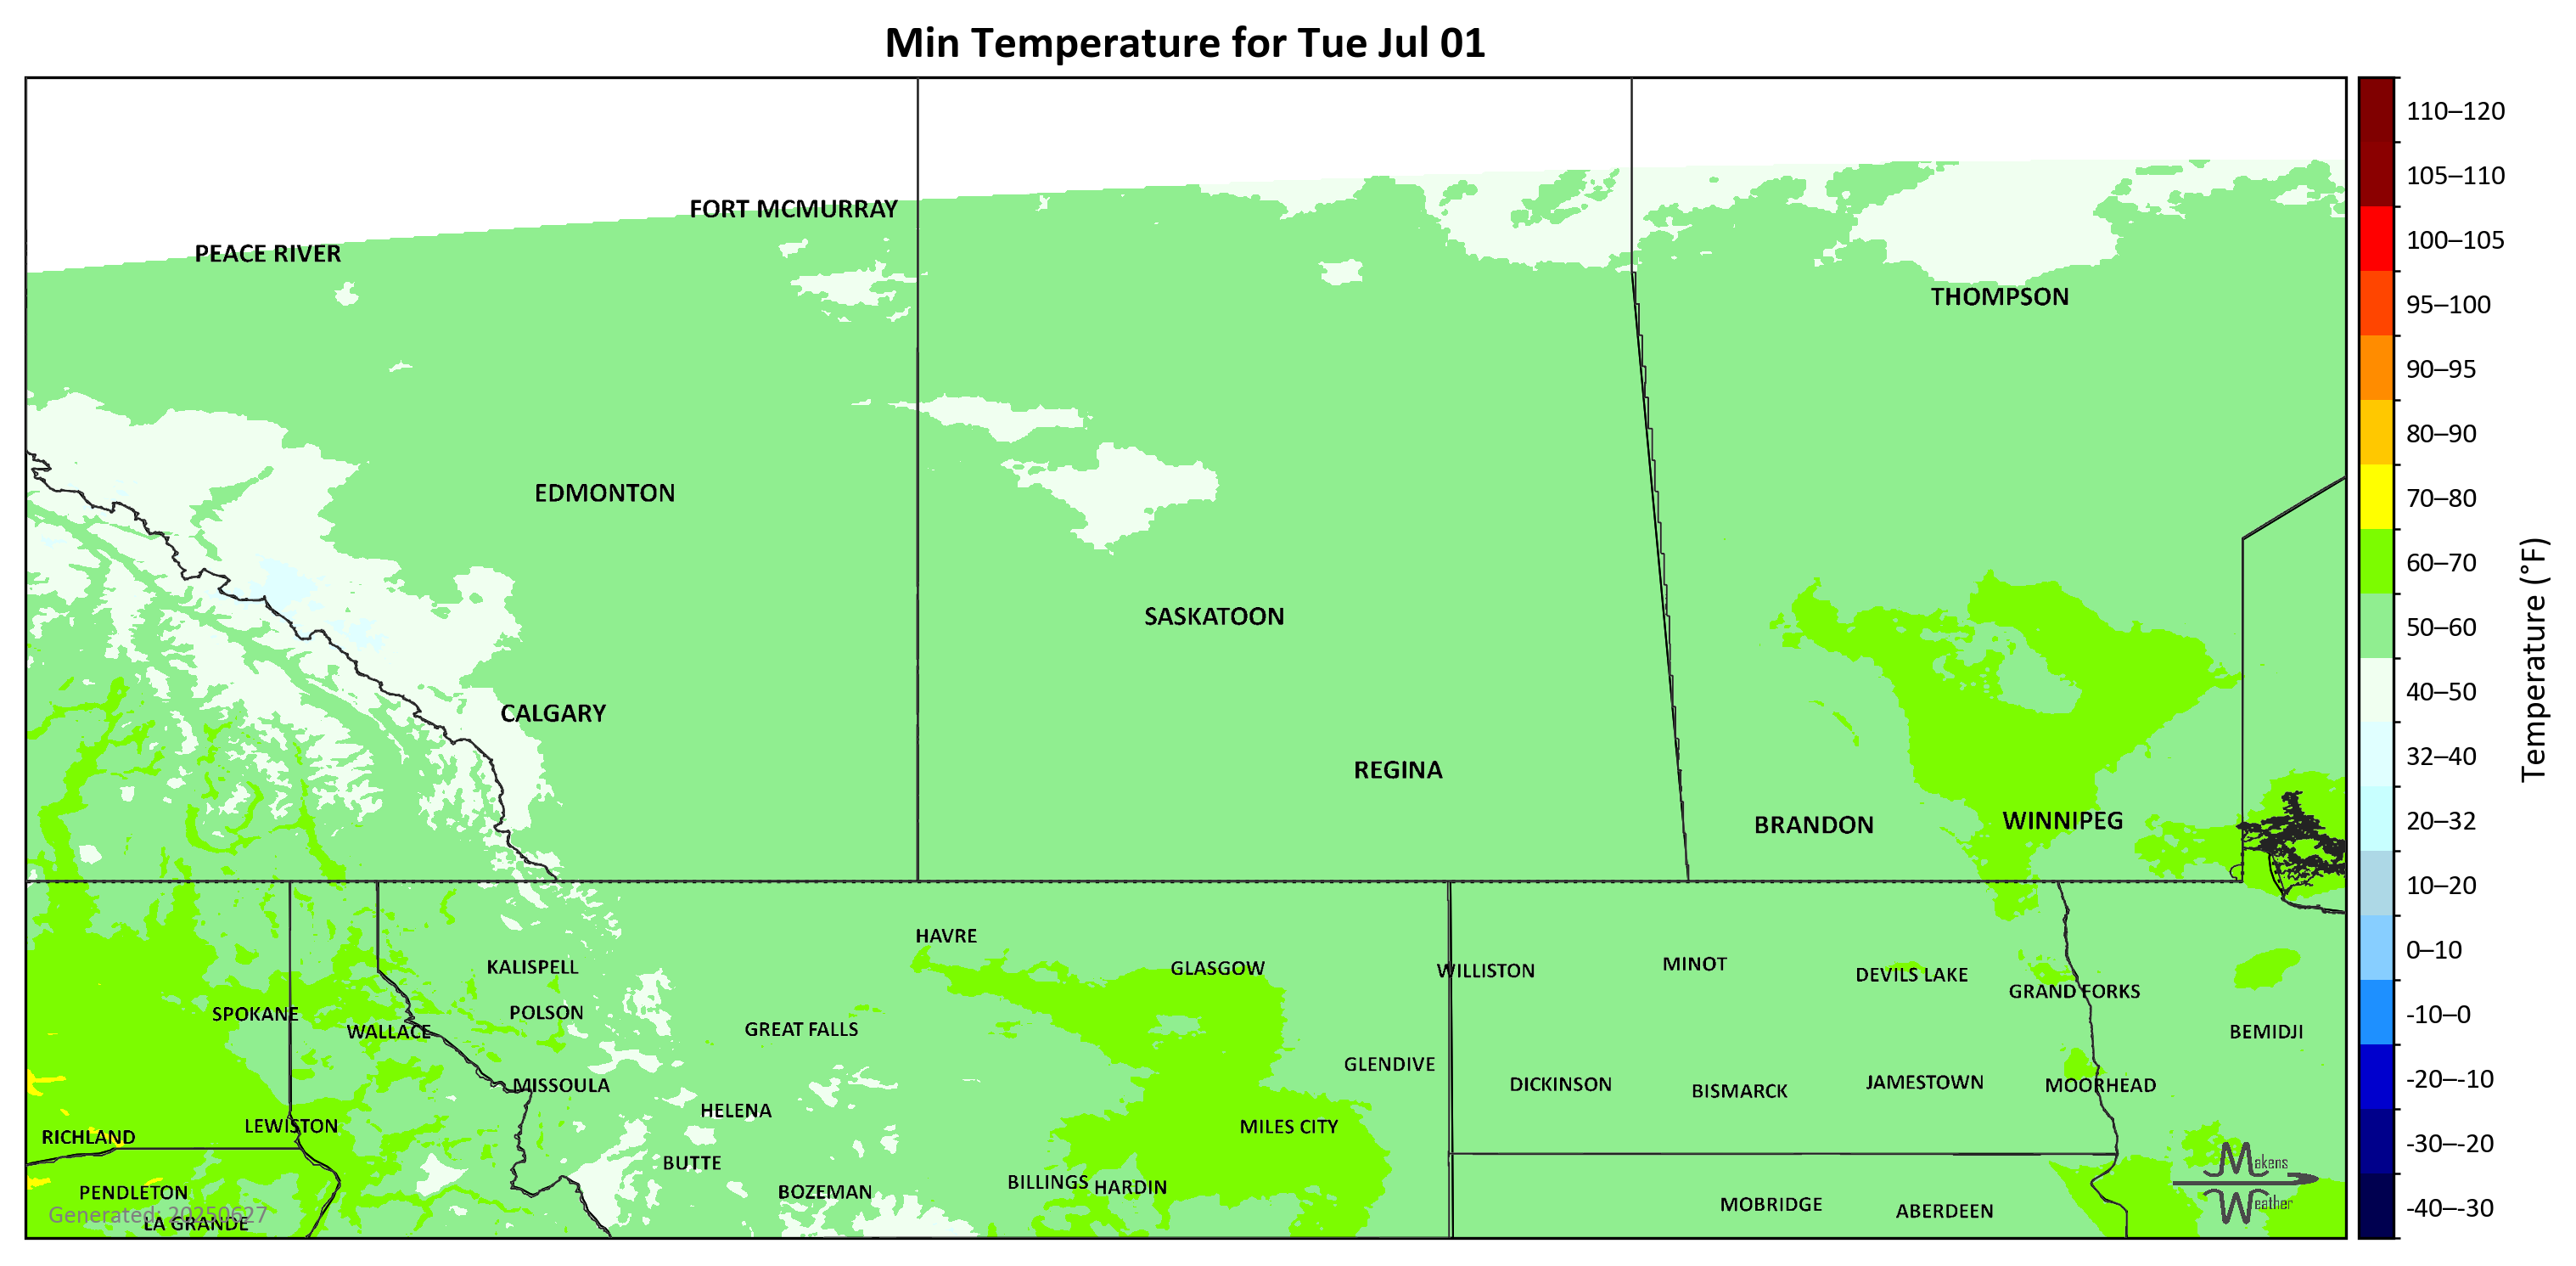 Min Temperature for Tue Jul 01
110–120
105–110
FORT MCMURRAY
100–105
PEACE RIVER
THOMPSON
95–100
90–95
80–90
EDMONTON
70–80
60–70
SASKATOON
50–60
40–50
CALGARY
32–40
REGINA
20–32
BRANDON
WINNIPEG
10–20
0–10
-10–0
-20–-10
-30–-20
-40–-30
Temperature (°F)
HAVRE
KALISPELL
GLASGOW
WILLISTON
MINOT
DEVILS LAKE
GRAND FORKS
SPOKANE
POLSON
WALLACE
GREAT FALLS
BEMIDJI
GLENDIVE
MISSOULA
DICKINSON
BISMARCK
JAMESTOWN
MOORHEAD
HELENA
LEWISTON
MILES CITY
RICHLAND
BUTTE
BILLINGS
HARDIN
PENDLETON
BOZEMAN
MOBRIDGE
ABERDEEN
Generated: 20250627
LA GRANDE
Makens
Weather